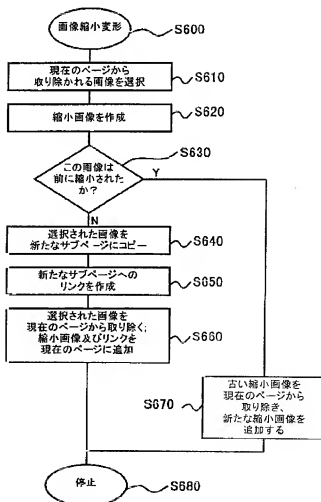 画像縮小変形
S600
現在のページから
取り除かれる画像を選択
S610
縮小画像を作成
S620
この画像は
前に縮小されたか?
S630
Y
N
選択された画像を
新たなサブページにコピー
S640
新たなサブページへの
リンクを作成
S650
選択された画像を
現在のページから取り除く;
縮小画像及びリンクを
現在のページに追加
S660
古い縮小画像を
現在のページから
取り除き、
新たな縮小画像を
追加する
S670
停止
S680